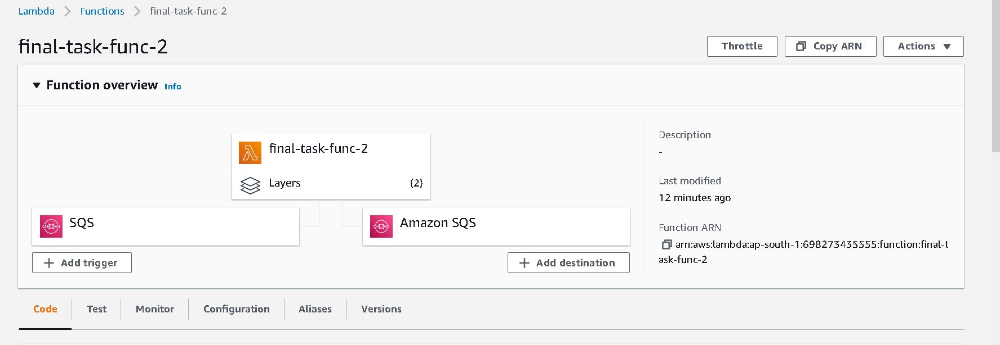 Lambda > Functions > final-task-func-2
final-task-func-2
Throttle
Copy ARN
Actions ▼
▼ Function overview Info
final-task-func-2
Layers (2)
SQS
Amazon SQS
+ Add trigger
+ Add destination
Description
-
Last modified
12 minutes ago
Function ARN
arn:aws:lambda:ap-south-1:698273435555:function:final-t
ask-func-2
Code
Test
Monitor
Configuration
Aliases
Versions